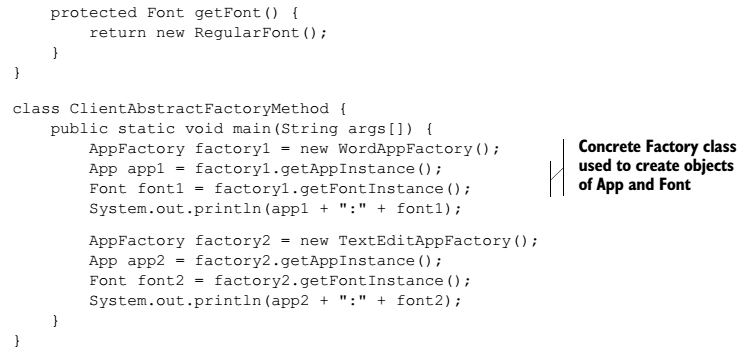 protected Font getFont() {
        return new RegularFont();
    }
}

class ClientAbstractFactoryMethod {
    public static void main(String args[]) {
        AppFactory factory1 = new WordAppFactory();
        App app1 = factory1.getAppInstance();
        Font font1 = factory1.getFontInstance();
        System.out.println(app1 + ":" + font1);

        AppFactory factory2 = new TextEditAppFactory();
        App app2 = factory2.getAppInstance();
        Font font2 = factory2.getFontInstance();
        System.out.println(app2 + ":" + font2);
    }
}
Concrete Factory class
used to create objects
of App and Font